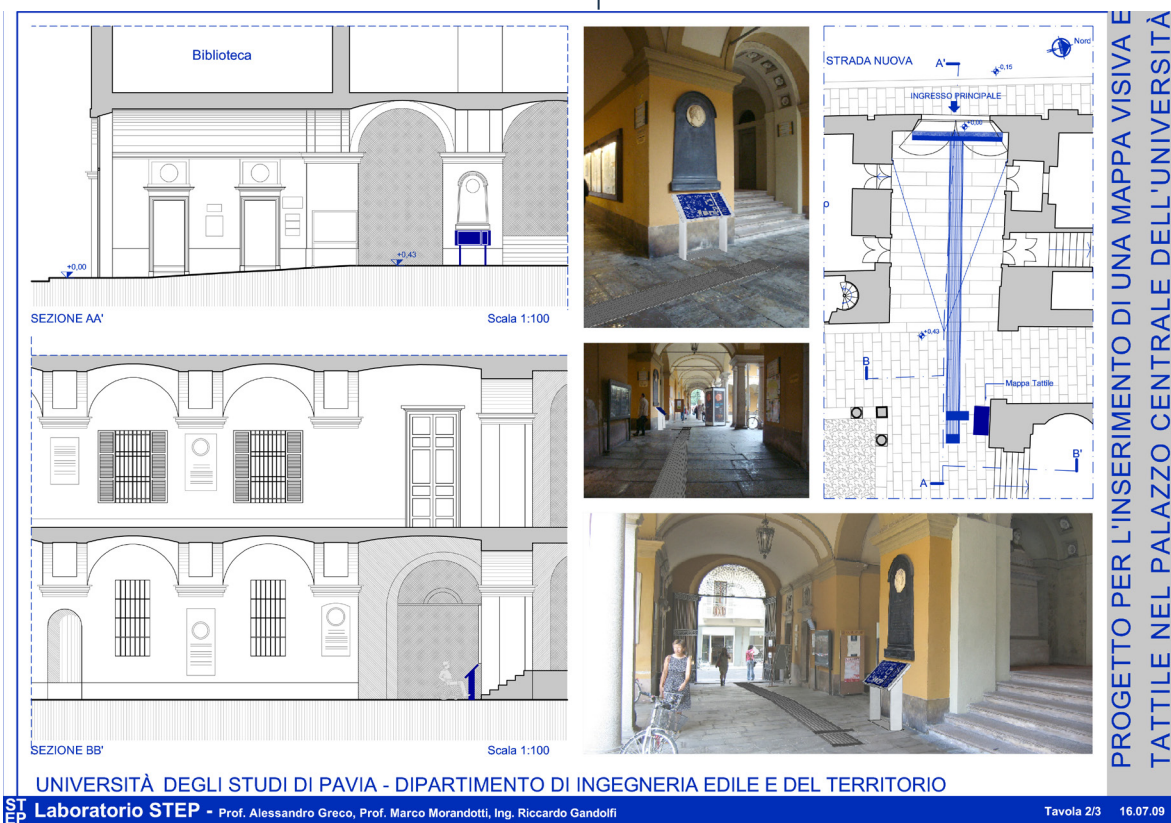 Biblioteca
+0,00
+0,43
SEZIONE AA'
Scala 1:100
STRADA NUOVA
A'
Nord
-0,15
INGRESSO PRINCIPALE
+0,00
+0,43
B
Mappa Tattile
B'
A
SEZIONE BB'
Scala 1:100
PROGETTO PER L'INSERIMENTO DI UNA MAPPA VISIVA E
TATTILE NEL PALAZZO CENTRALE DELL'UNIVERSITÀ
UNIVERSITÀ DEGLI STUDI DI PAVIA - DIPARTIMENTO DI INGEGNERIA EDILE E DEL TERRITORIO
ST
EP
Laboratorio STEP - Prof. Alessandro Greco, Prof. Marco Morandotti, Ing. Riccardo Gandolfi
Tavola 2/3 16.07.09